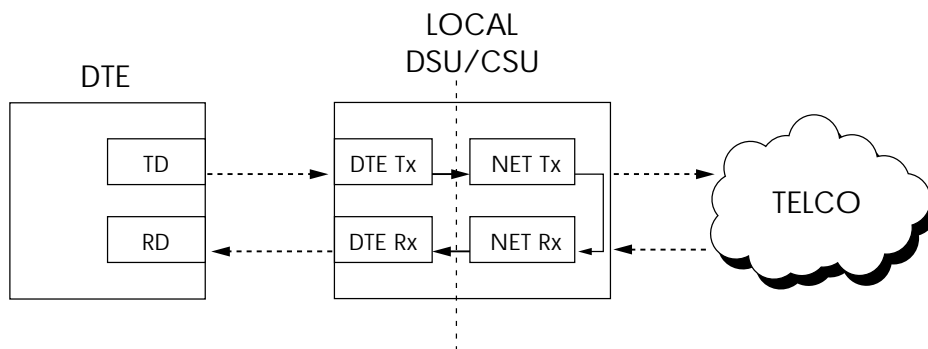 LOCAL
DSU/CSU
DTE
TD
DTE Tx
NET Tx
TELCO
RD
DTE Rx
NET Rx